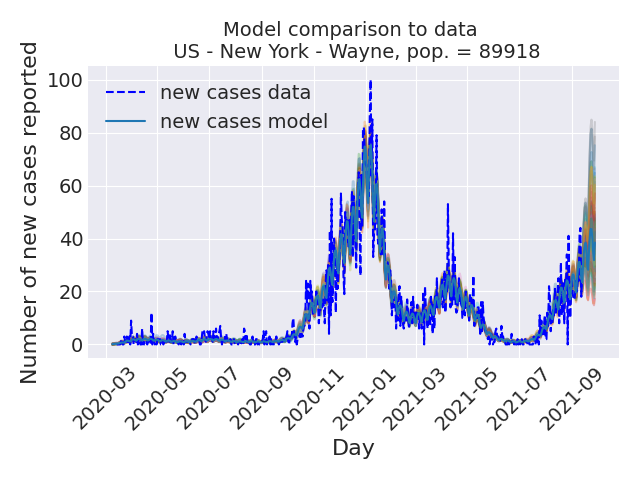 Model comparison to data
US - New York - Wayne, pop. = 89918
Number of new cases reported
100
80
60
40
20
0
new cases data
new cases model
2020-03
2020-05
2020-07
2020-09
2020-11
2021-01
2021-03
2021-05
2021-07
2021-09
Day